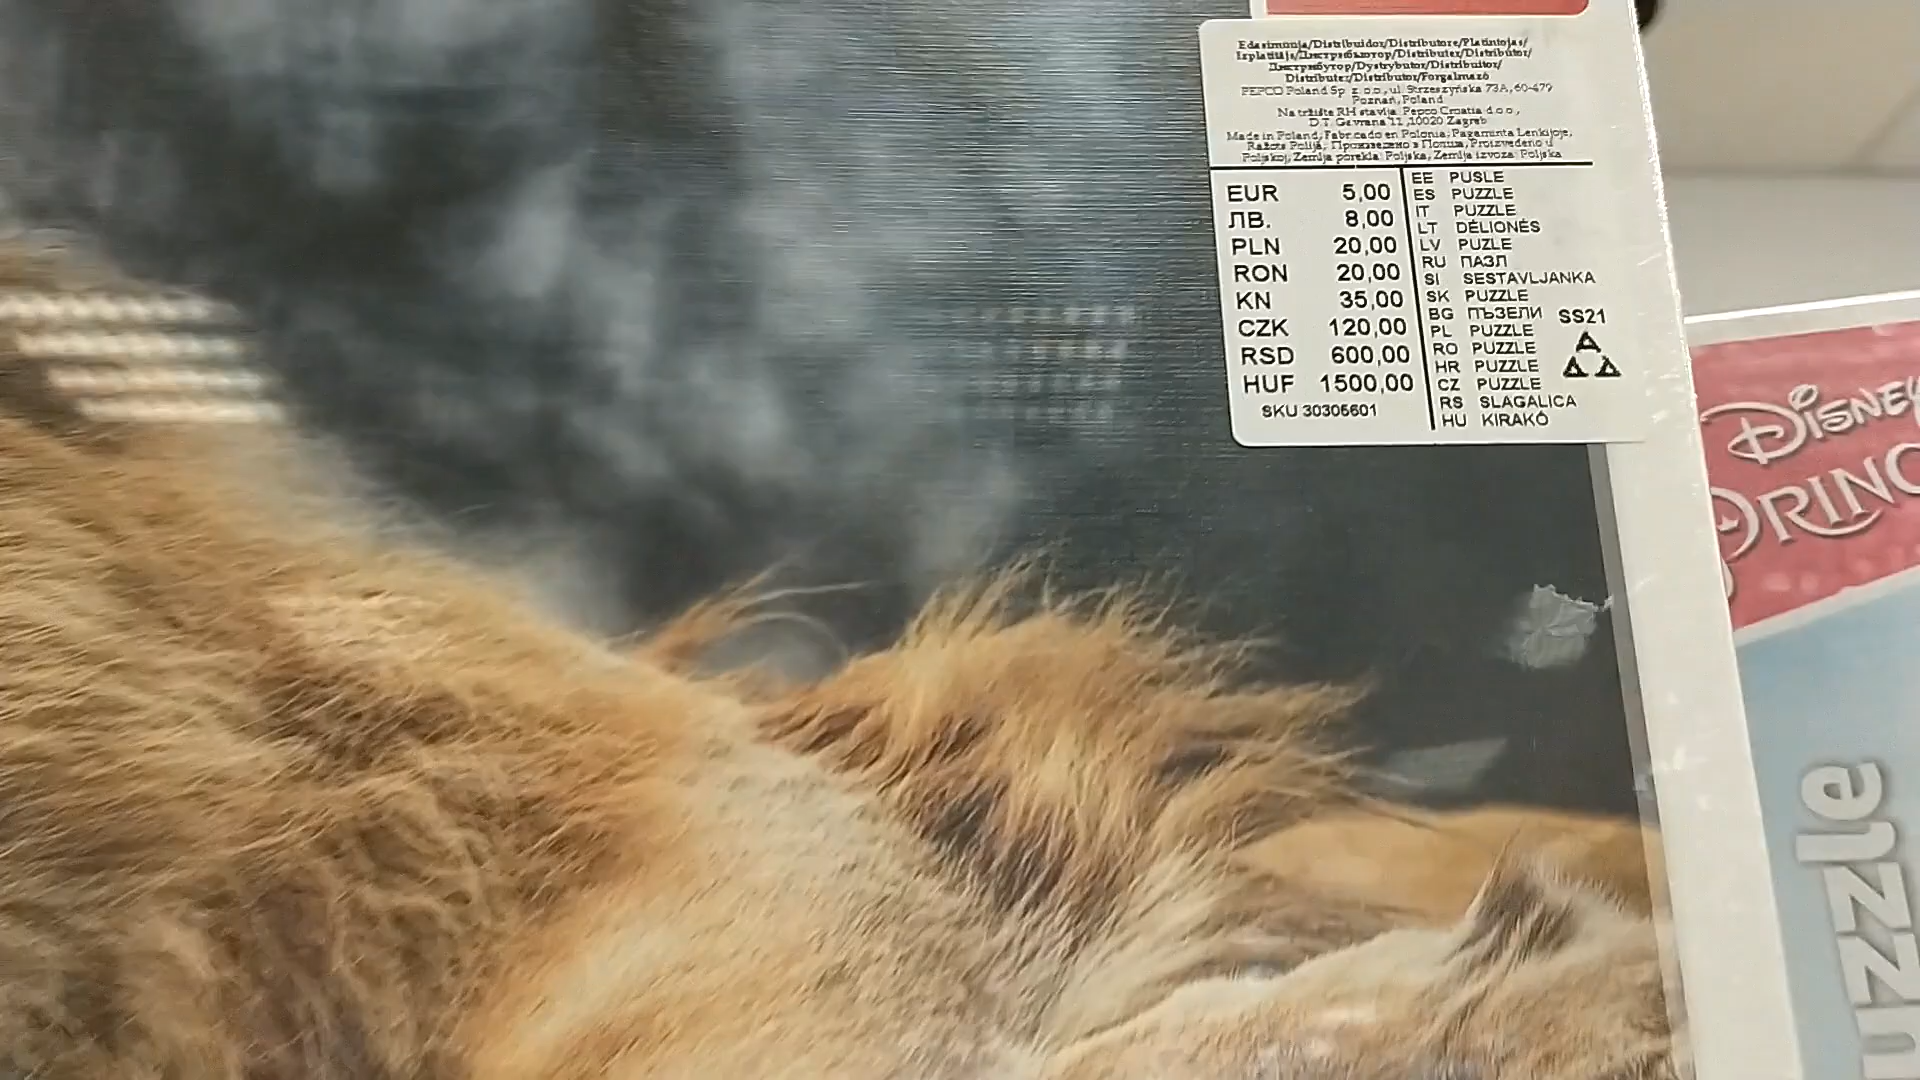 Edasimüüja/Distribuidor/Distributore/Platintojas/
Izplatītājs/Дистрибьютор/Distributer/Distribútor/
Дистрибутор/Dystrybutor/Distribuitor/
Distributer/Distributor/Forgalmazó
PEPCO Poland Sp. z o.o., ul. Strzeszyńska 73A, 60-479
Poznań, Poland
Na tržište RH stavlja: Pepco Croatia d.o.o.,
D.T. Gavrana 11, 10020 Zagreb
Made in Poland, Fabricado en Polonia, Pagaminta Lenkijoje,
Ražots Polijā, Произведено в Польша, Proizvedeno u
Poljskoj, Zemlja porekla: Poljska, Zemlja izvoza: Poljska
EUR 5,00
ЛВ. 8,00
PLN 20,00
RON 20,00
KN 35,00
CZK 120,00
RSD 600,00
HUF 1500,00
SKU 30305601
EE PUSLE
ES PUZZLE
IT PUZZLE
LT DĖLIONĖS
LV PUZLE
RU ПАЗЛ
SI SESTAVLJANKA
SK PUZZLE
BG ПЪЗЕЛИ
PL PUZZLE
RO PUZZLE
HR PUZZLE
CZ PUZZLE
RS SLAGALICA
HU KIRAKÓ
SS21
DISNEY
PRINC
uzzle